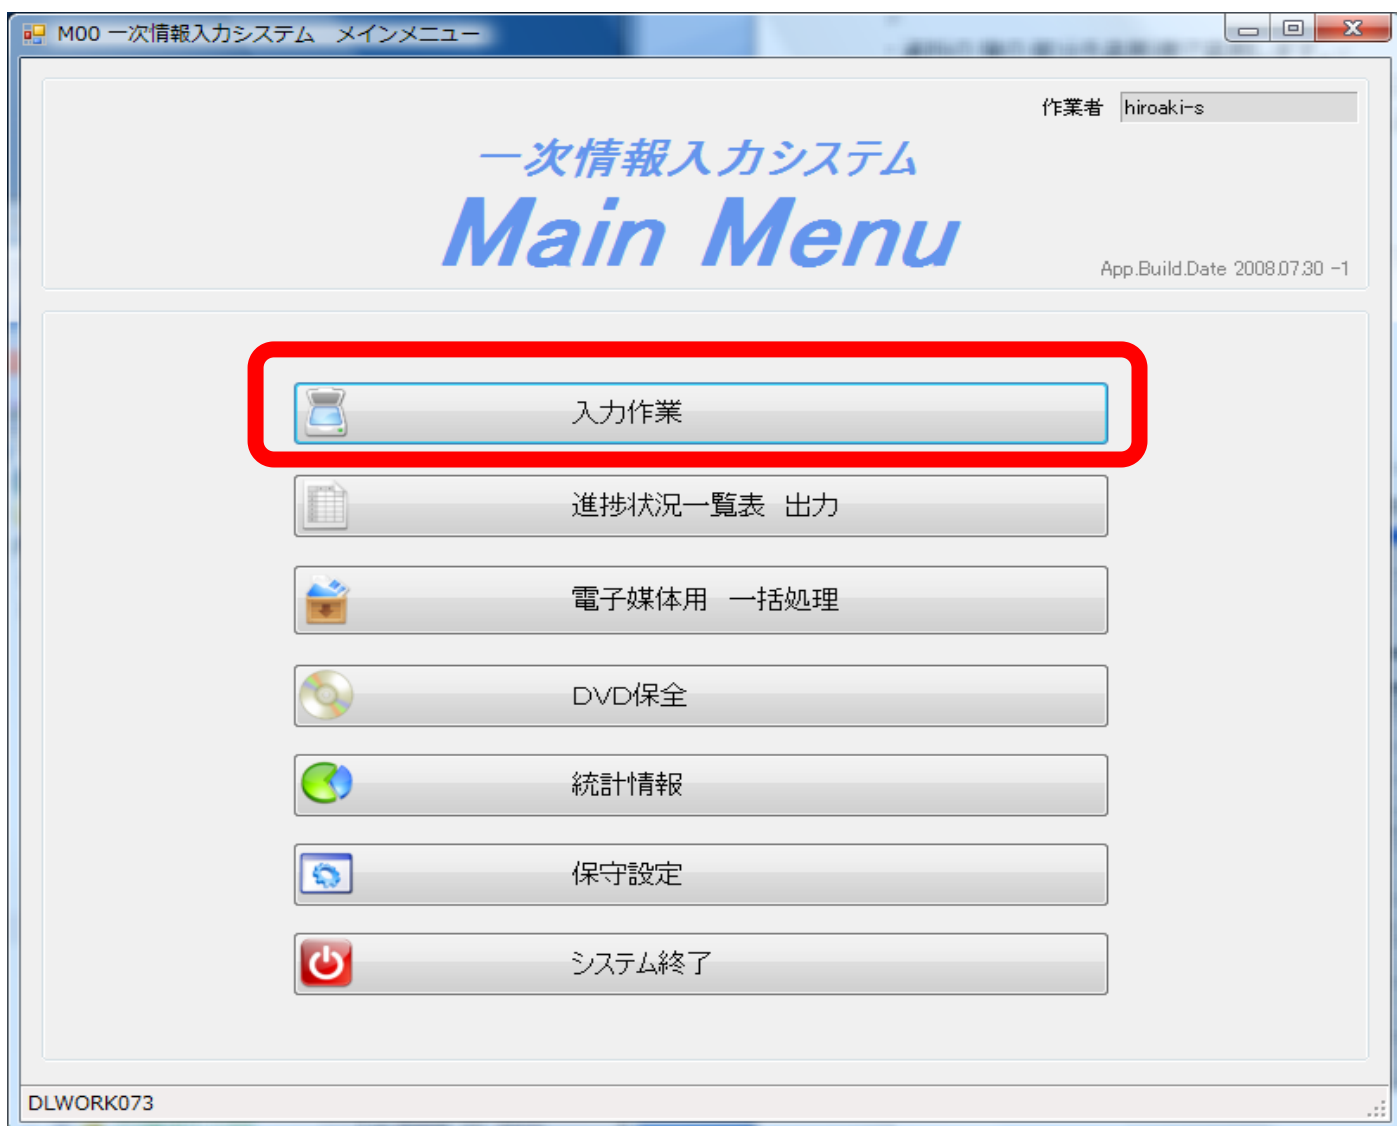 M00 一次情報入力システム　メインメニュー
作業者 hiroaki-s
一次情報入力システム
Main Menu
App.Build.Date 2008.07.30 -1
入力作業
進捗状況一覧表　出力
電子媒体用　一括処理
DVD保全
統計情報
保守設定
システム終了
DLWORK073